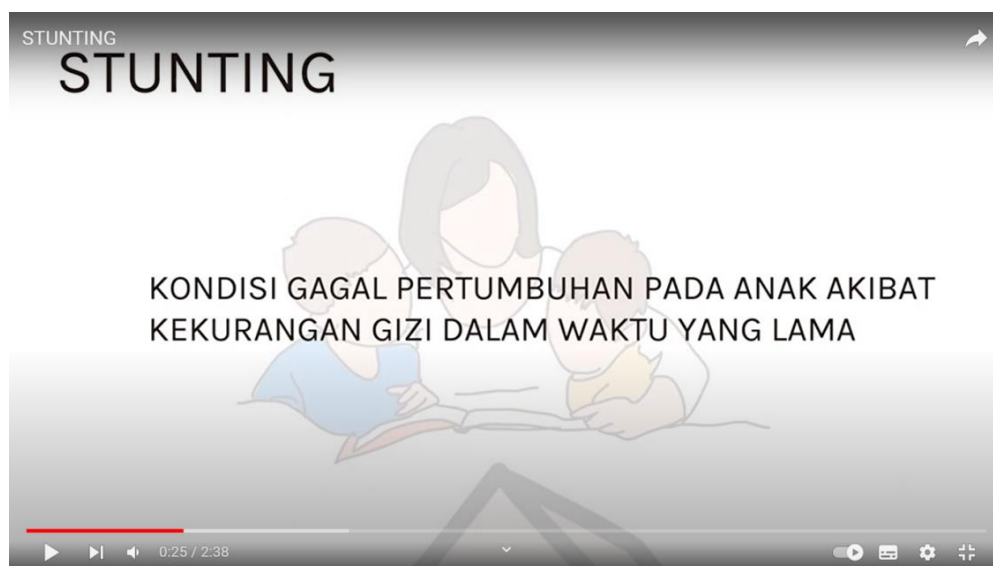 STUNTING
STUNTING
KONDISI GAGAL PERTUMBUHAN PADA ANAK AKIBAT
KEKURANGAN GIZI DALAM WAKTU YANG LAMA
0:25 / 2:38